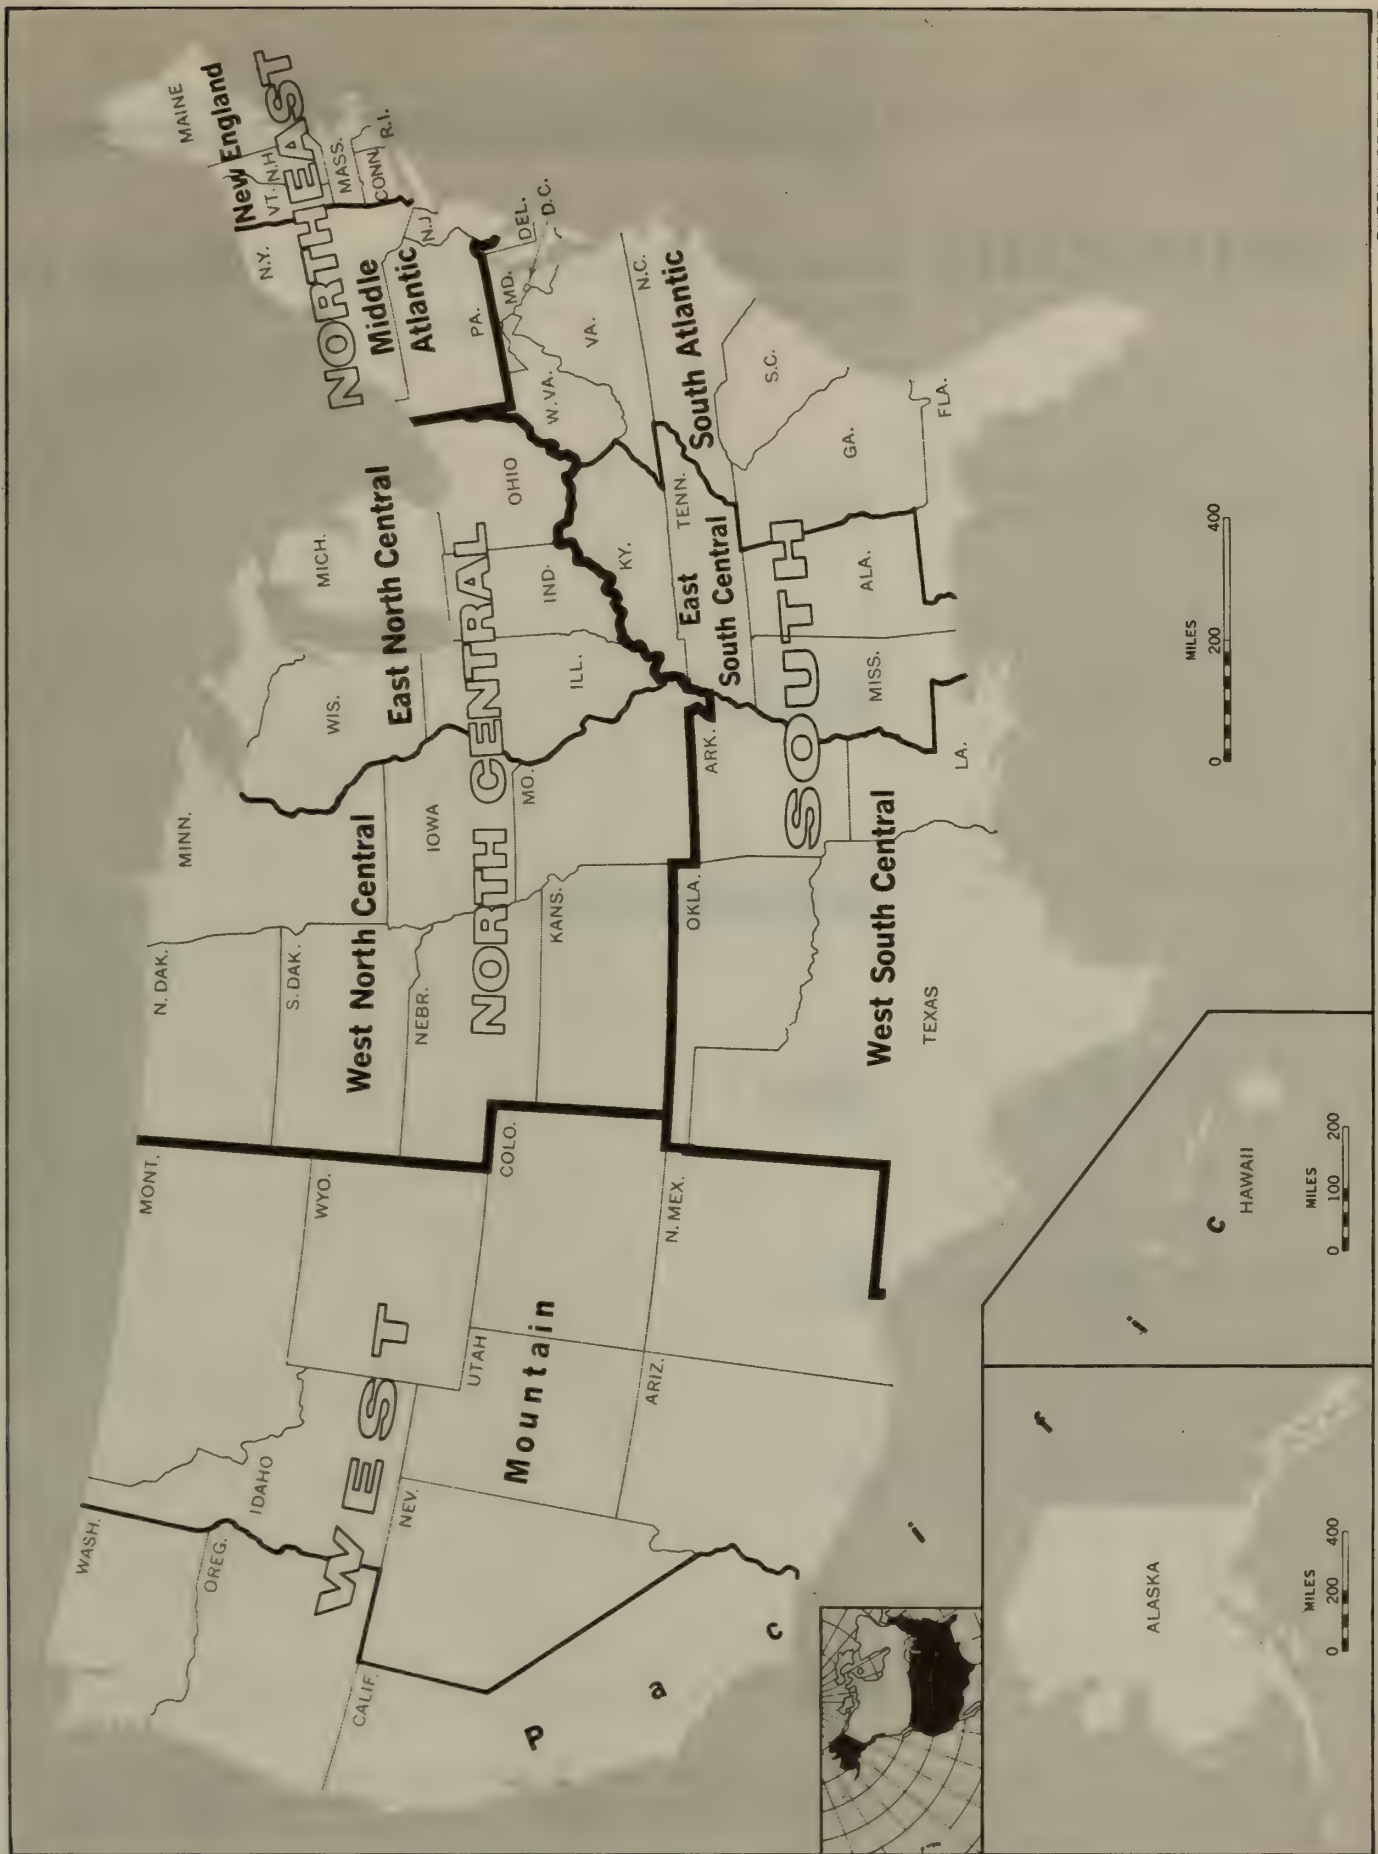 MAINE
New England
VT.
N.H.
MASS.
CONN.
R.I.
NORTHEAST
N.Y.
Middle
Atlantic
N.J.
PA.
DEL.
MD.
D.C.
W.VA.
VA.
N.C.
South Atlantic
S.C.
GA.
FLA.
MICH.
OHIO
East North Central
WIS.
IND.
ILL.
NORTH CENTRAL
KY.
TENN.
East
South Central
ALA.
MISS.
SOUTH
MINN.
IOWA
MO.
West North Central
N. DAK.
S. DAK.
NEBR.
KANS.
ARK.
LA.
OKLA.
West South Central
TEXAS
MONT.
WYO.
COLO.
N. MEX.
WEST
IDAHO
UTAH
Mountain
ARIZ.
NEV.
WASH.
OREG.
CALIF.
Pacific
MILES
0 200 400
ALASKA
MILES
0 200 400
HAWAII
MILES
0 100 200